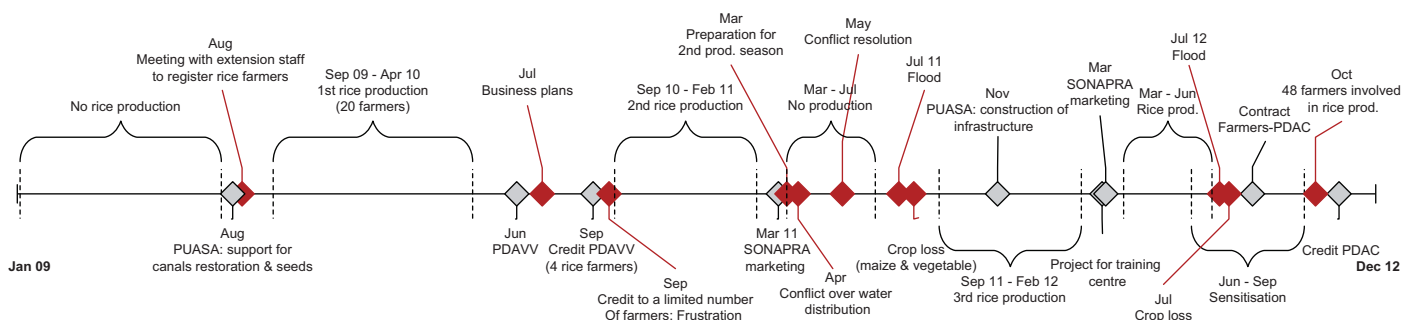 No rice production
Aug
Meeting with extension staff
to register rice farmers
Sep 09 - Apr 10
1st rice production
(20 farmers)
Jul
Business plans
Sep 10 - Feb 11
2nd rice production
Mar
Preparation for
2nd prod. season
Mar - Jul
No production
May
Conflict resolution
Jul 11
Flood
Nov
PUASA: construction of
infrastructure
Mar
SONAPRA
marketing
Mar - Jun
Rice prod.
Jul 12
Flood
Contract
Farmers-PDAC
Oct
48 farmers involved
in rice prod.
Jan 09
Aug
PUASA: support for
canals restoration & seeds
Jun
PDAVV
Sep
Credit PDAVV
(4 rice farmers)
Sep
Credit to a limited number
Of farmers: Frustration
Mar 11
SONAPRA
marketing
Apr
Conflict over water
distribution
Crop loss
(maize & vegetable)
Sep 11 - Feb 12
3rd rice production
Project for training
centre
Jul
Crop loss
Jun - Sep
Sensitisation
Credit PDAC
Dec 12